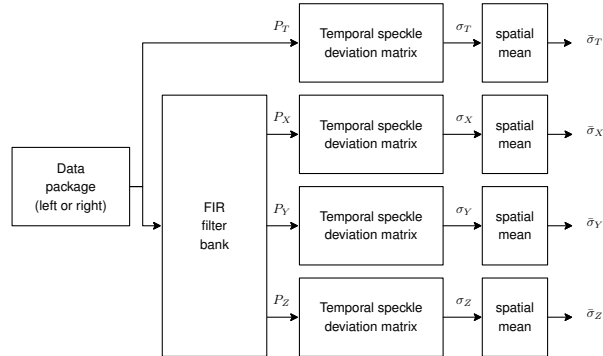 P_T
Temporal speckle
deviation matrix
σ_T
spatial
mean
σ̄_T
P_X
Temporal speckle
deviation matrix
σ_X
spatial
mean
σ̄_X
Data
package
(left or right)
FIR
filter
bank
P_Y
Temporal speckle
deviation matrix
σ_Y
spatial
mean
σ̄_Y
P_Z
Temporal speckle
deviation matrix
σ_Z
spatial
mean
σ̄_Z